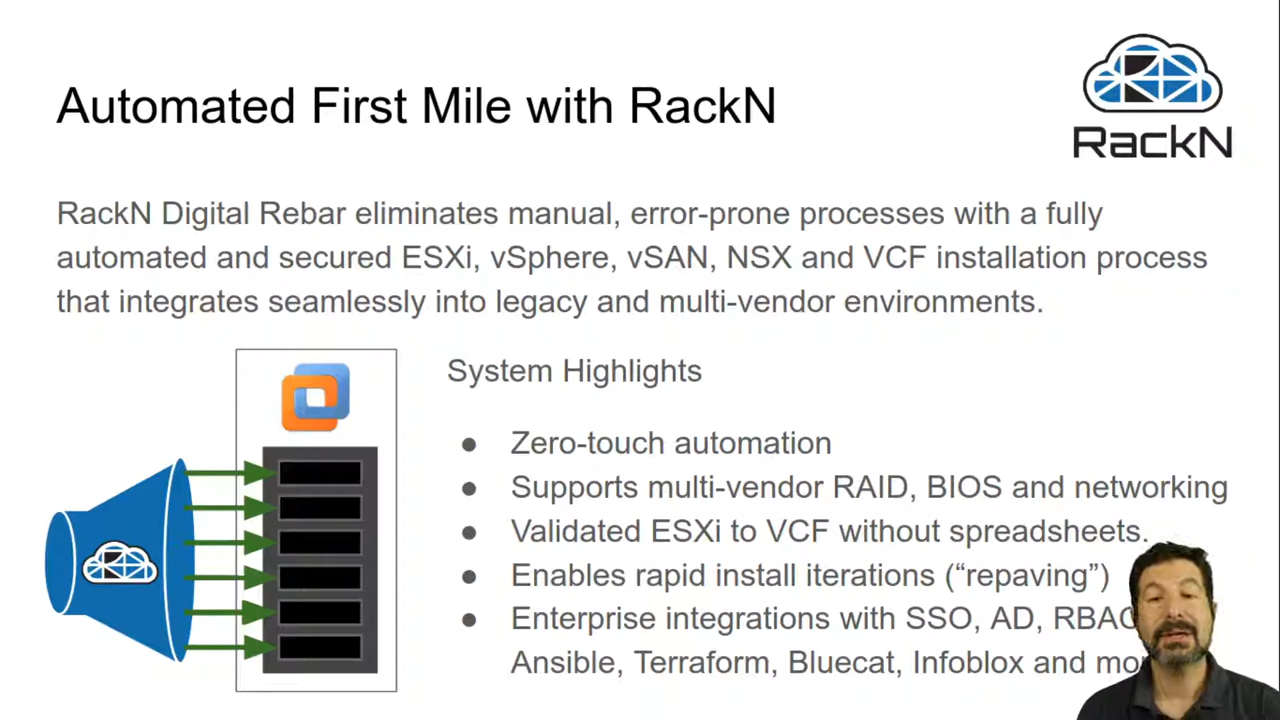 RackN
Automated First Mile with RackN
RackN Digital Rebar eliminates manual, error-prone processes with a fully
automated and secured ESXi, vSphere, vSAN, NSX and VCF installation process
that integrates seamlessly into legacy and multi-vendor environments.
System Highlights
● Zero-touch automation
● Supports multi-vendor RAID, BIOS and networking
● Validated ESXi to VCF without spreadsheets.
● Enables rapid install iterations (“repaving”)
● Enterprise integrations with SSO, AD, RBAC
Ansible, Terraform, Bluecat, Infoblox and